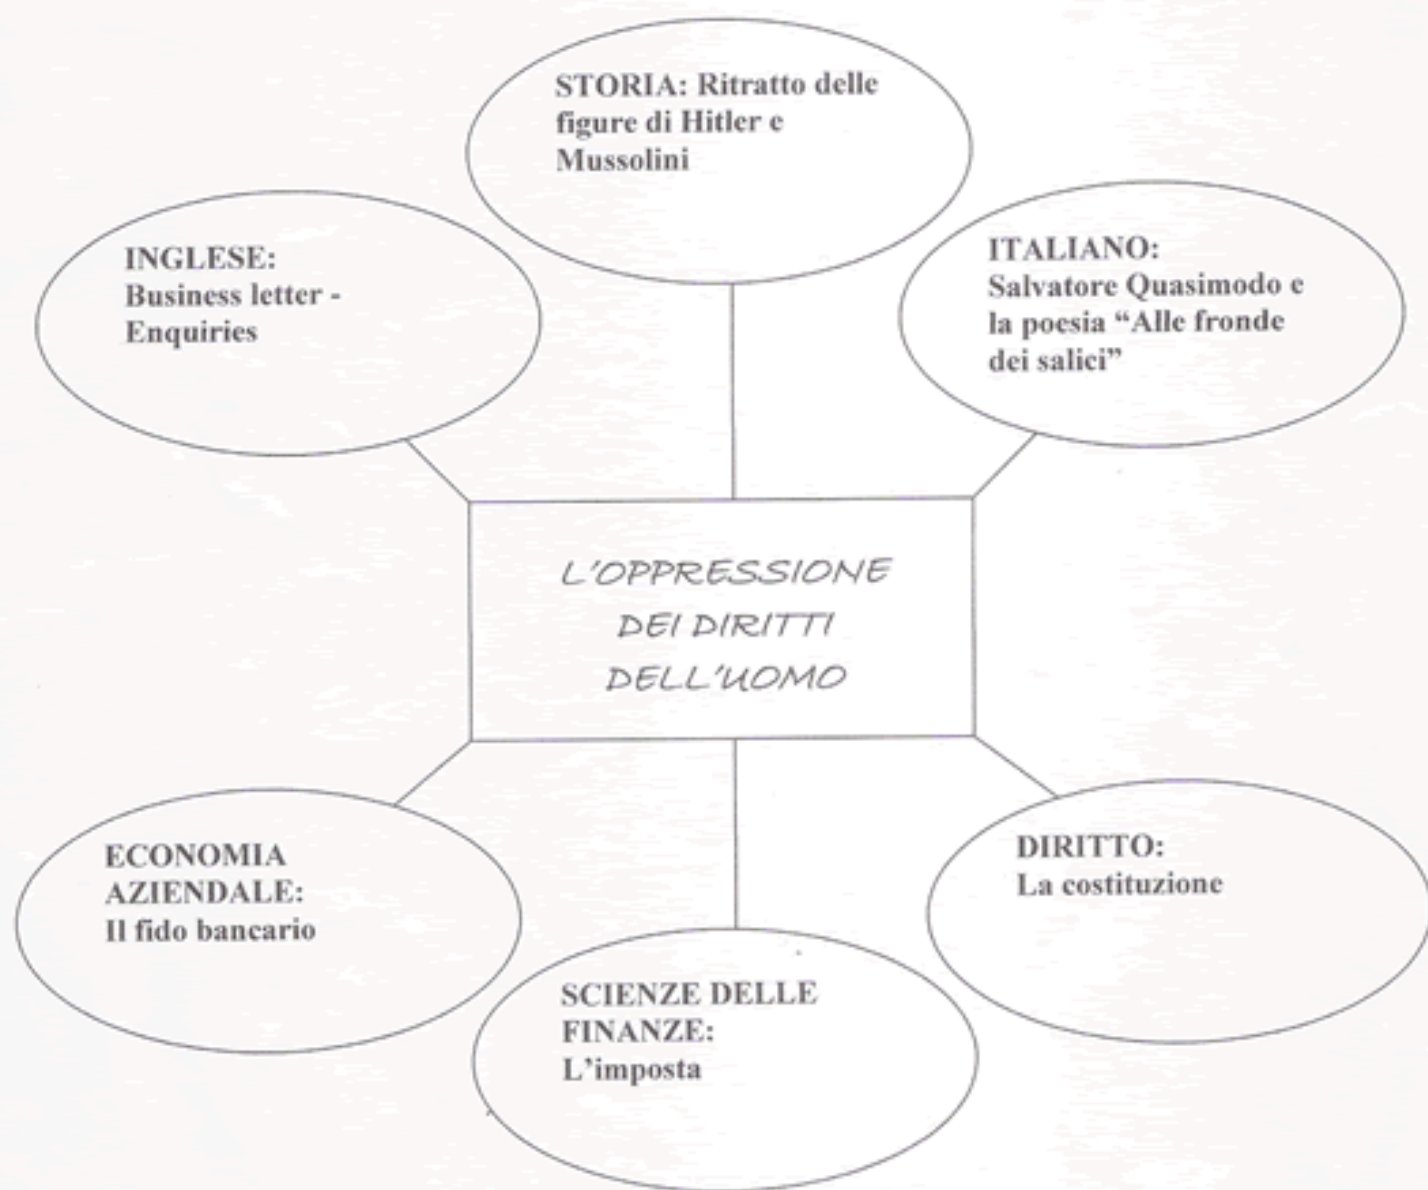 STORIA: Ritratto delle
figure di Hitler e
Mussolini
INGLESE:
Business letter -
Enquiries
ITALIANO:
Salvatore Quasimodo e
la poesia “Alle fronde
dei salici”
L'OPPRESSIONE
DEI DIRITTI
DELL'UOMO
ECONOMIA
AZIENDALE:
Il fido bancario
DIRITTO:
La costituzione
SCIENZE DELLE
FINANZE:
L’imposta